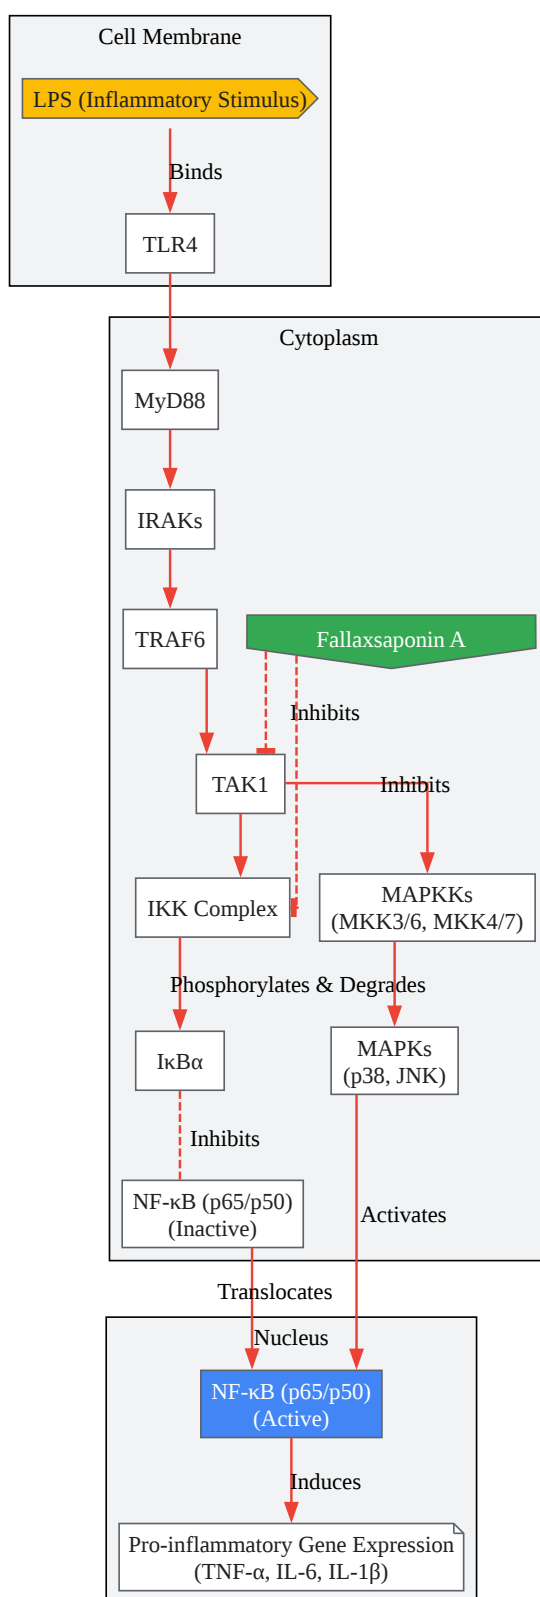 Cell Membrane
LPS (Inflammatory Stimulus)
Binds
TLR4
Cytoplasm
MyD88
IRAKs
TRAF6
Fallaxsaponin A
Inhibits
TAK1
Inhibits
IKK Complex
MAPKKs
(MKK3/6, MKK4/7)
Phosphorylates & Degrades
IκBα
MAPKs
(p38, JNK)
Inhibits
NF-κB (p65/p50)
(Inactive)
Activates
Translocates
Nucleus
NF-κB (p65/p50)
(Active)
Induces
Pro-inflammatory Gene Expression
(TNF-α, IL-6, IL-1β)